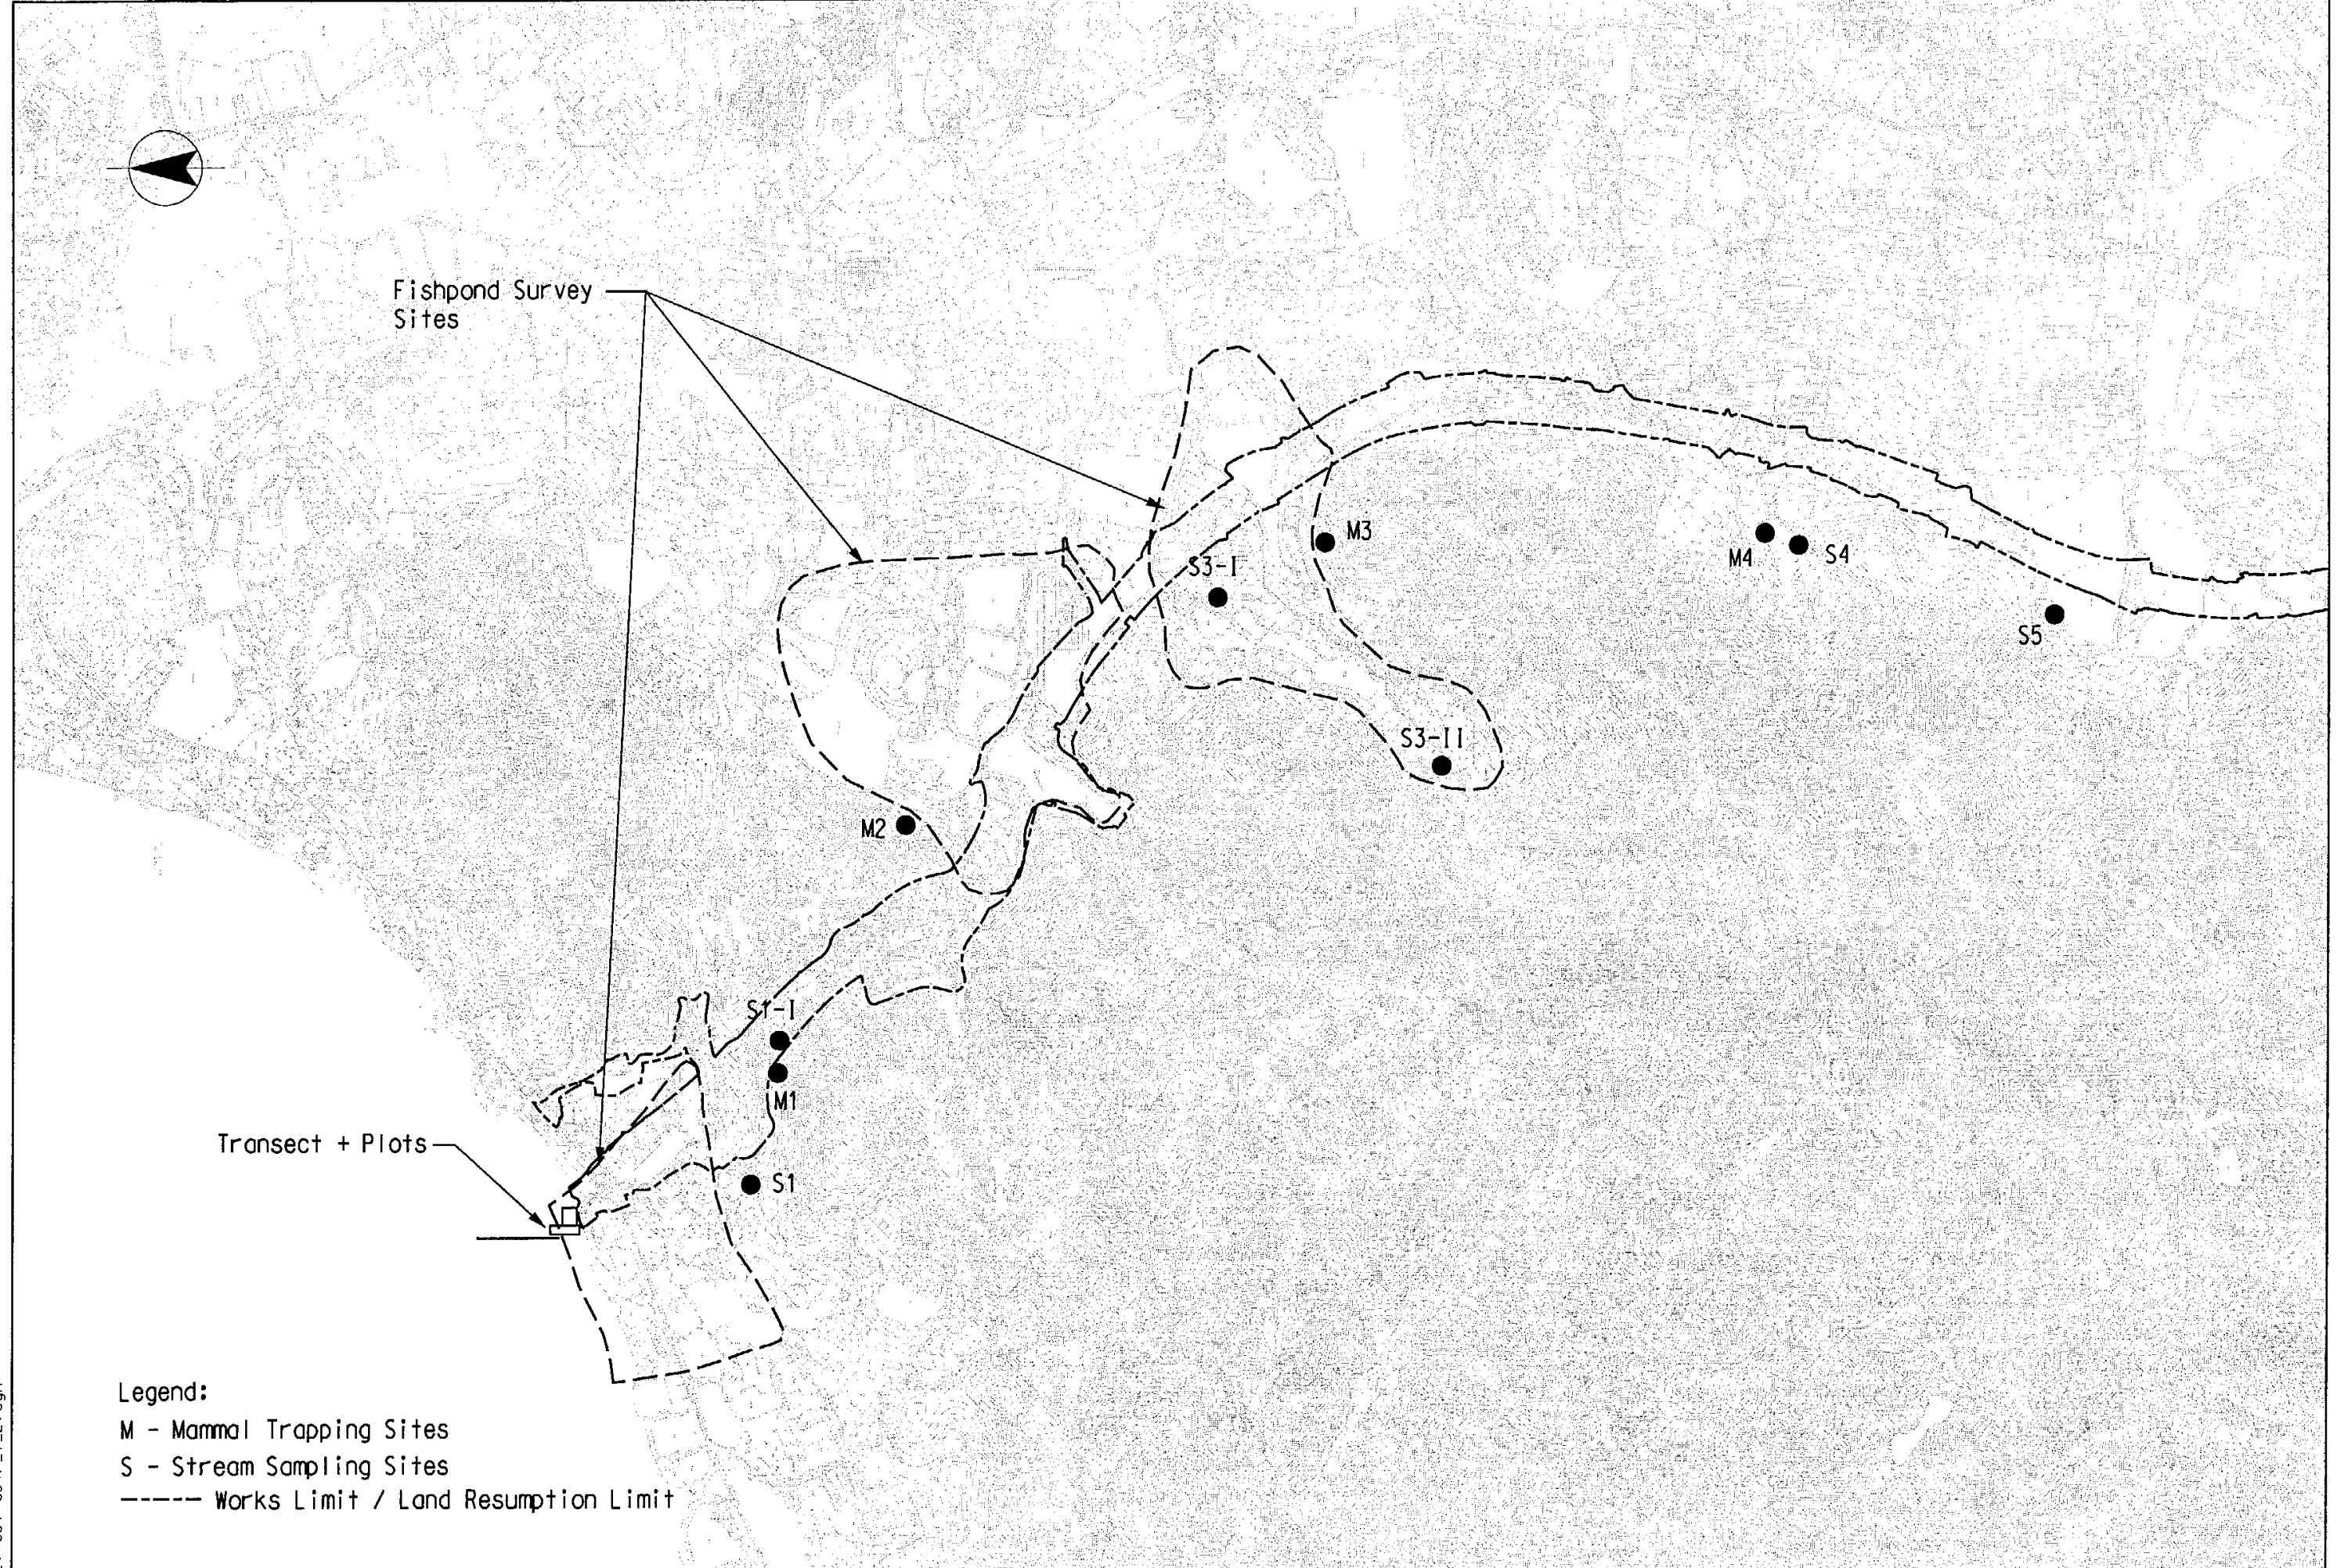 Fishpond Survey
Sites
M3
S3-I
M4
S4
S5
S3-II
M2
S1-I
M1
Transect + Plots
S1
Legend:
M - Mammal Trapping Sites
S - Stream Sampling Sites
Works Limit / Land Resumption Limit